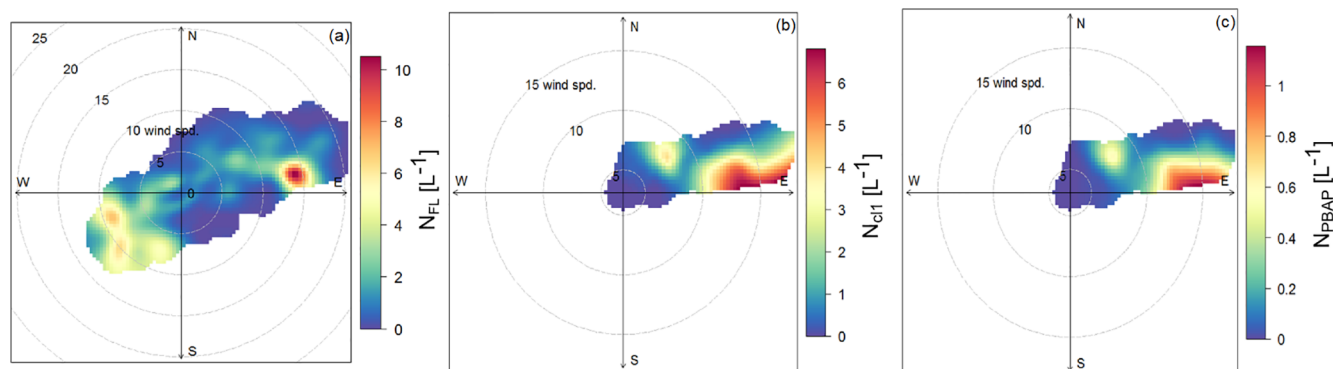 (a)
N
25
20
15
10 wind spd.
5
0
W
E
S
10
8
6
4
2
0
N_FL [L⁻¹]
(b)
N
15 wind spd.
10
5
W
E
S
6
5
4
3
2
1
0
N_cl1 [L⁻¹]
(c)
N
15 wind spd.
10
5
W
E
S
1
0.8
0.6
0.4
0.2
0
N_PBAP [L⁻¹]